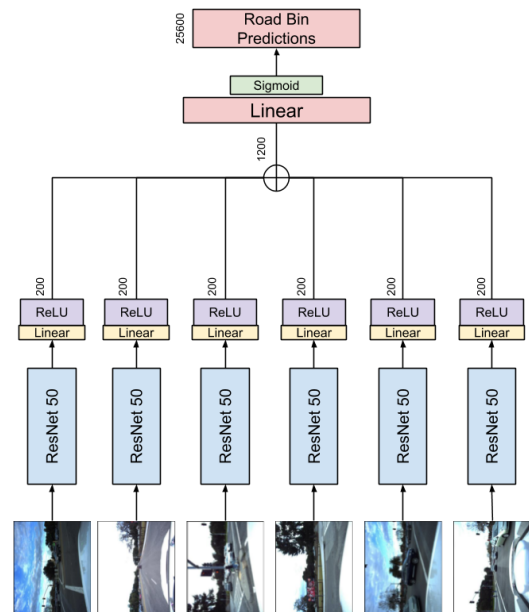 25600
Road Bin
Predictions
Sigmoid
Linear
1200
200
200
200
200
200
200
ReLU
ReLU
ReLU
ReLU
ReLU
ReLU
Linear
Linear
Linear
Linear
Linear
Linear
ResNet 50
ResNet 50
ResNet 50
ResNet 50
ResNet 50
ResNet 50